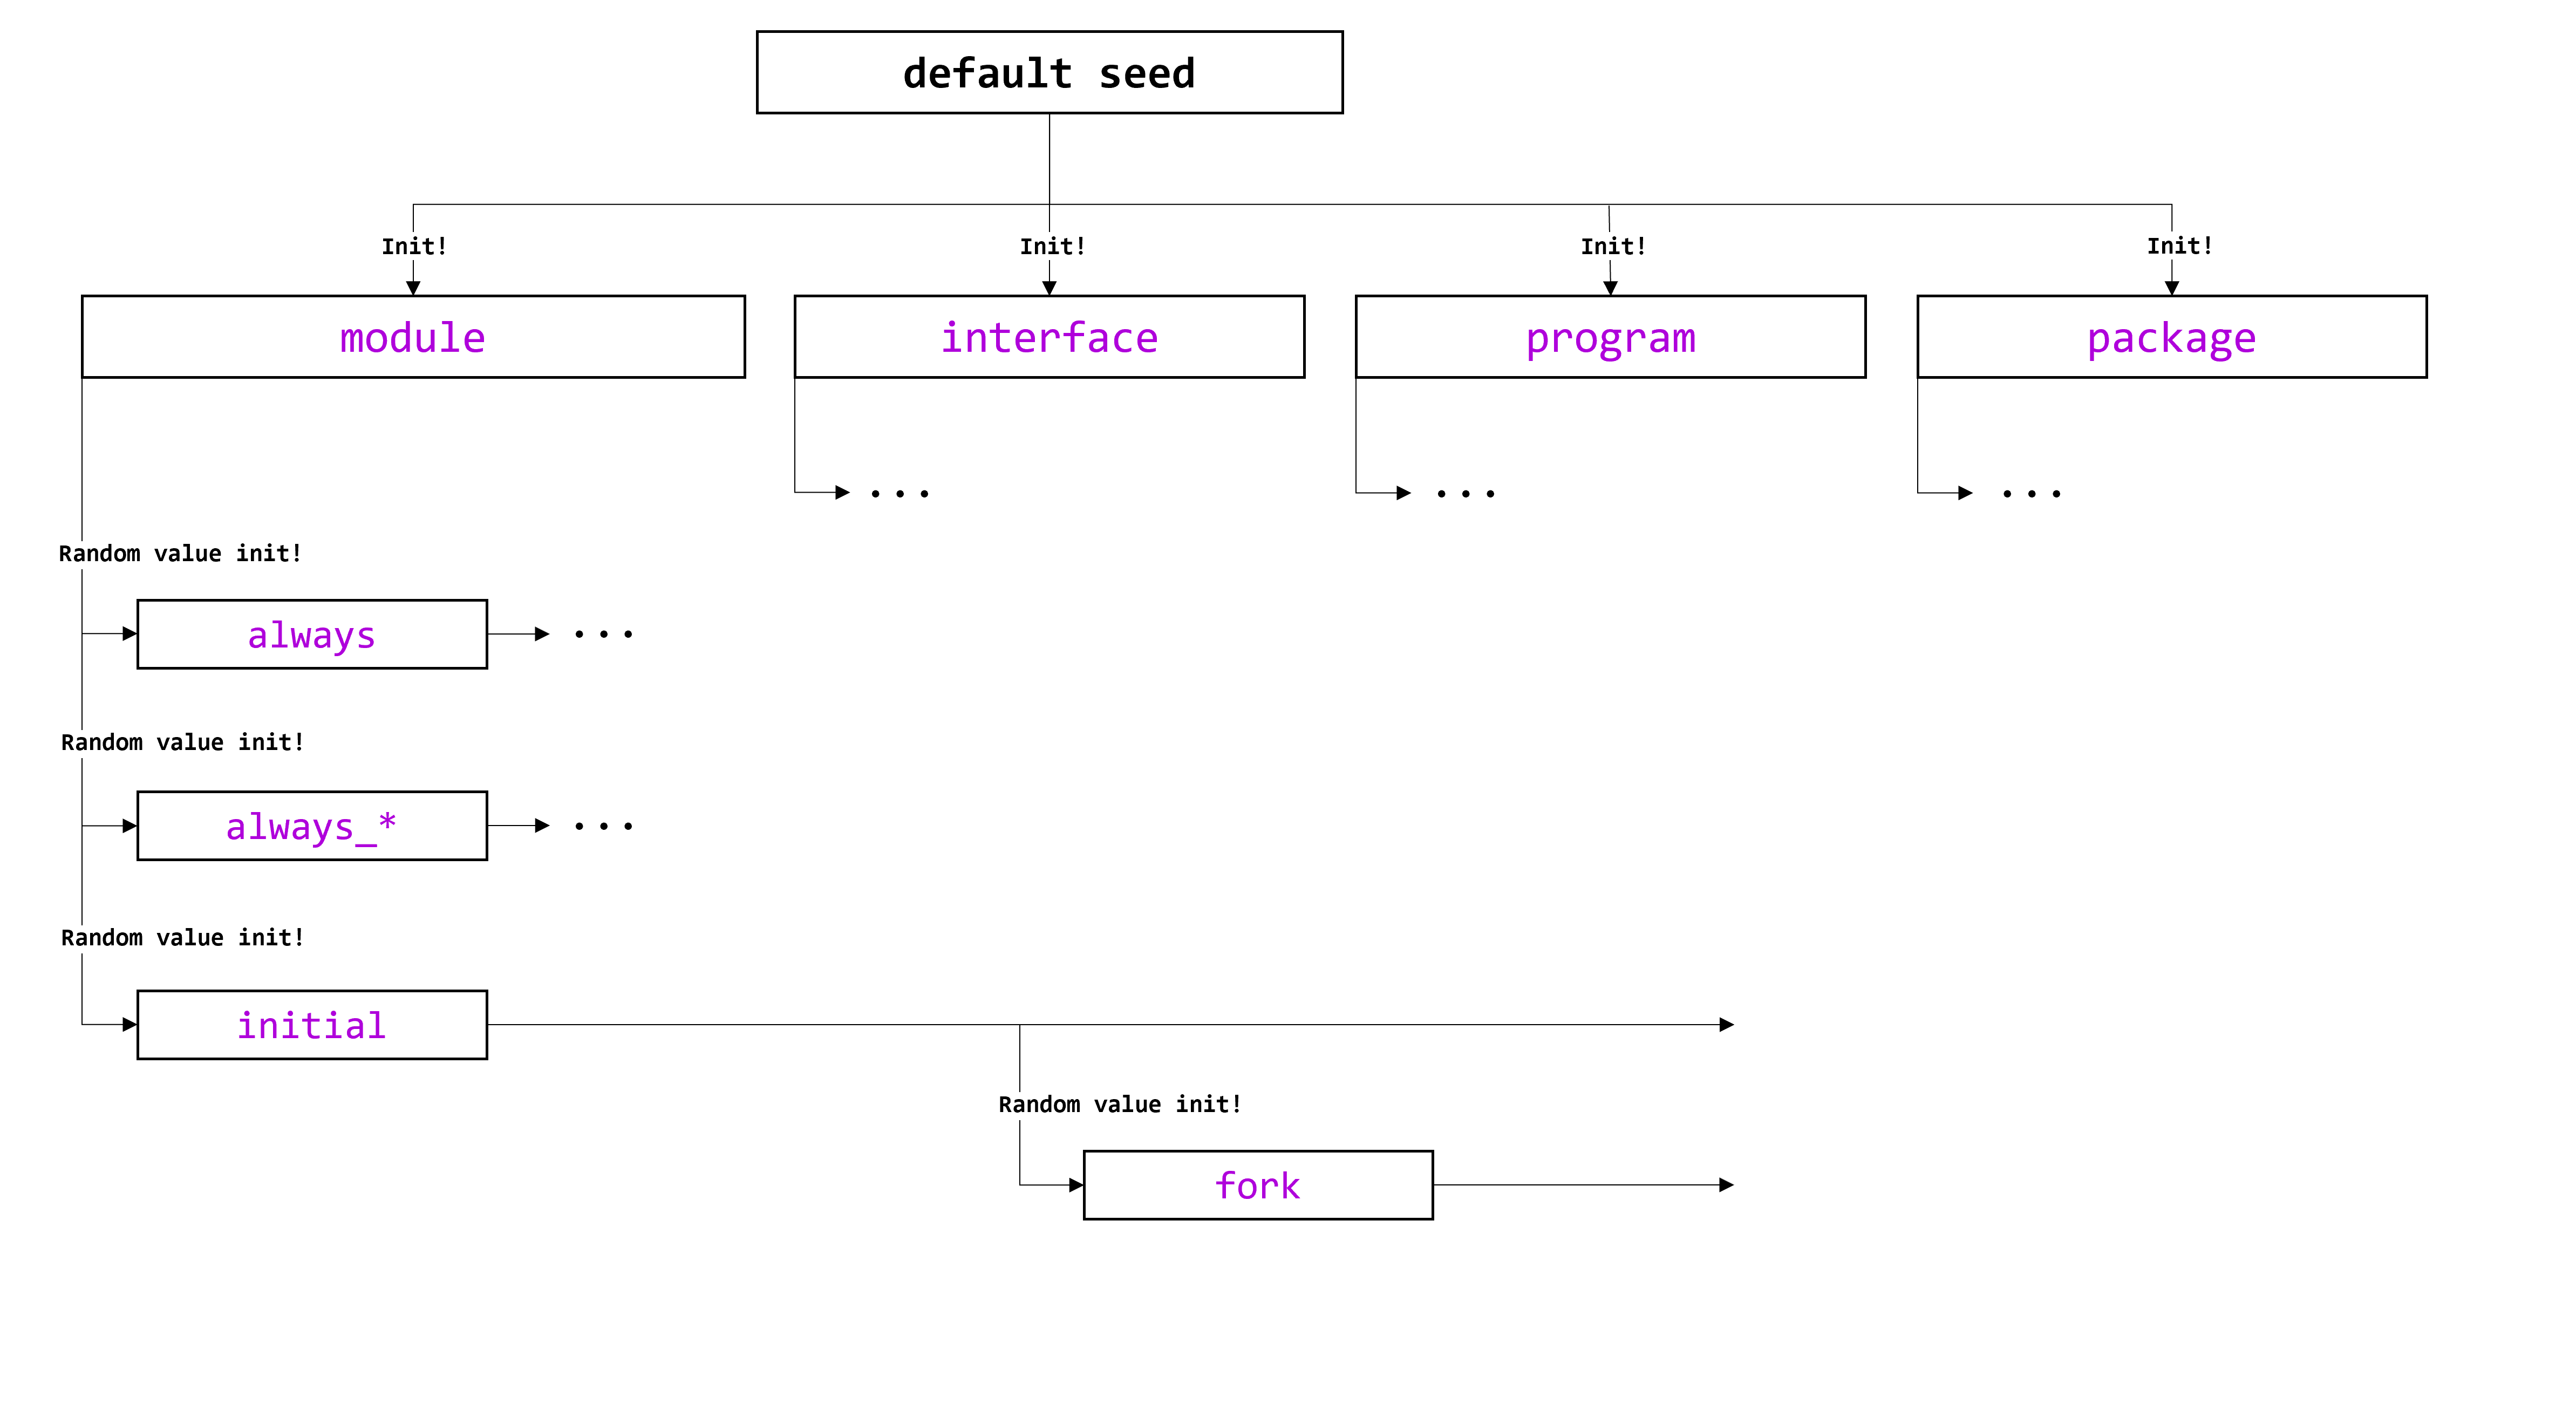 default seed
Init!
Init!
Init!
Init!
module
interface
program
package
...
...
...
Random value init!
always
...
Random value init!
always_*
...
Random value init!
initial
Random value init!
fork